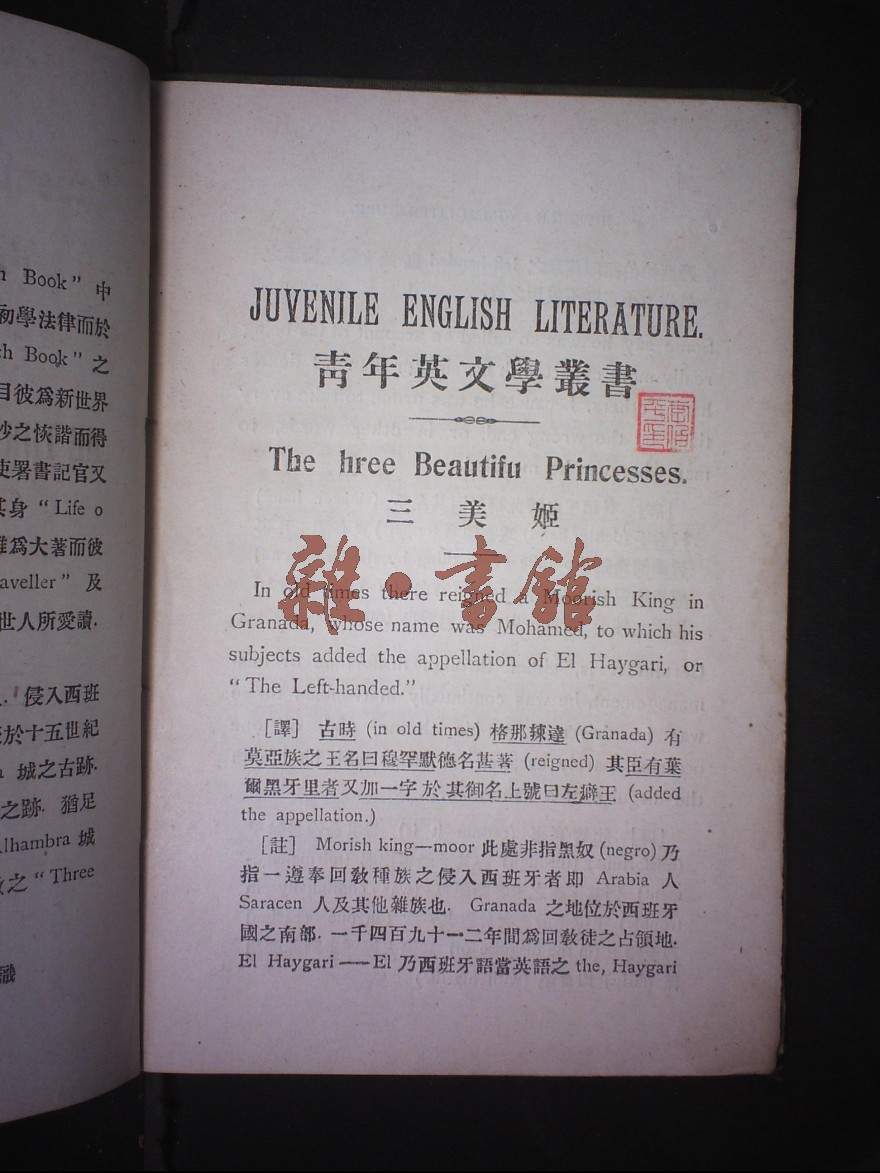 h Book” 中
初學法律而於
ch Book” 之
目彼爲新世界
妙之恢諧而得
吏署書記官又
其身 “Life o
雖爲大著而彼
aveller” 及
世人所愛讀.
侵入西班
於十五世紀
城之古跡.
之跡. 猶足
lhambra 城
之 “Three
識
JUVENILE ENGLISH LITERATURE.
靑年英文學叢書
The hree Beautifu Princesses.
三美姬
雜·書館
In old times there reigned a Moorish King in
Granada, whose name was Mohamed, to which his
subjects added the appellation of El Haygari, or
“The Left-handed.”
[譯] 古時 (in old times) 格那辣達 (Granada) 有
莫亞族之王名曰穆罕默德名甚著 (reigned) 其臣有葉
爾黑牙里者又加一字於其御名上號曰左癖王 (added
the appellation.)
[註] Morish king—moor 此處非指黑奴 (negro) 乃
指一遵奉回敎種族之侵入西班牙者即 Arabia 人
Saracen 人及其他雜族也. Granada 之地位於西班牙
國之南部. 一千四百九十一二年間爲回敎徒之占領地.
El Haygari —— El 乃西班牙語當英語之 the, Haygari